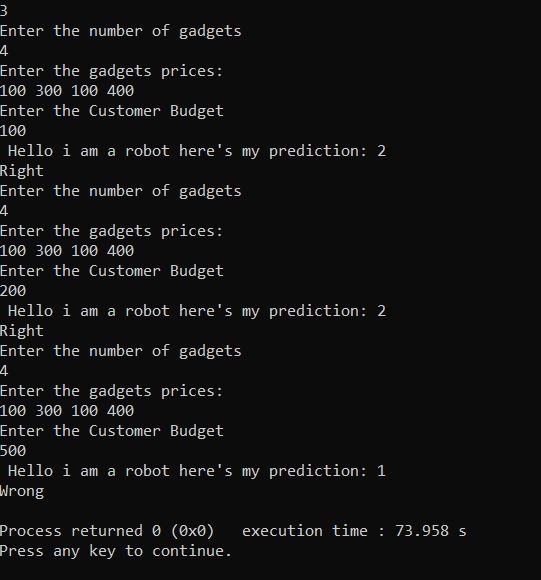 3
Enter the number of gadgets
4
Enter the gadgets prices:
100 300 100 400
Enter the Customer Budget
100
 Hello i am a robot here's my prediction: 2
Right
Enter the number of gadgets
4
Enter the gadgets prices:
100 300 100 400
Enter the Customer Budget
200
 Hello i am a robot here's my prediction: 2
Right
Enter the number of gadgets
4
Enter the gadgets prices:
100 300 100 400
Enter the Customer Budget
500
 Hello i am a robot here's my prediction: 1
Wrong

Process returned 0 (0x0)   execution time : 73.958 s
Press any key to continue.